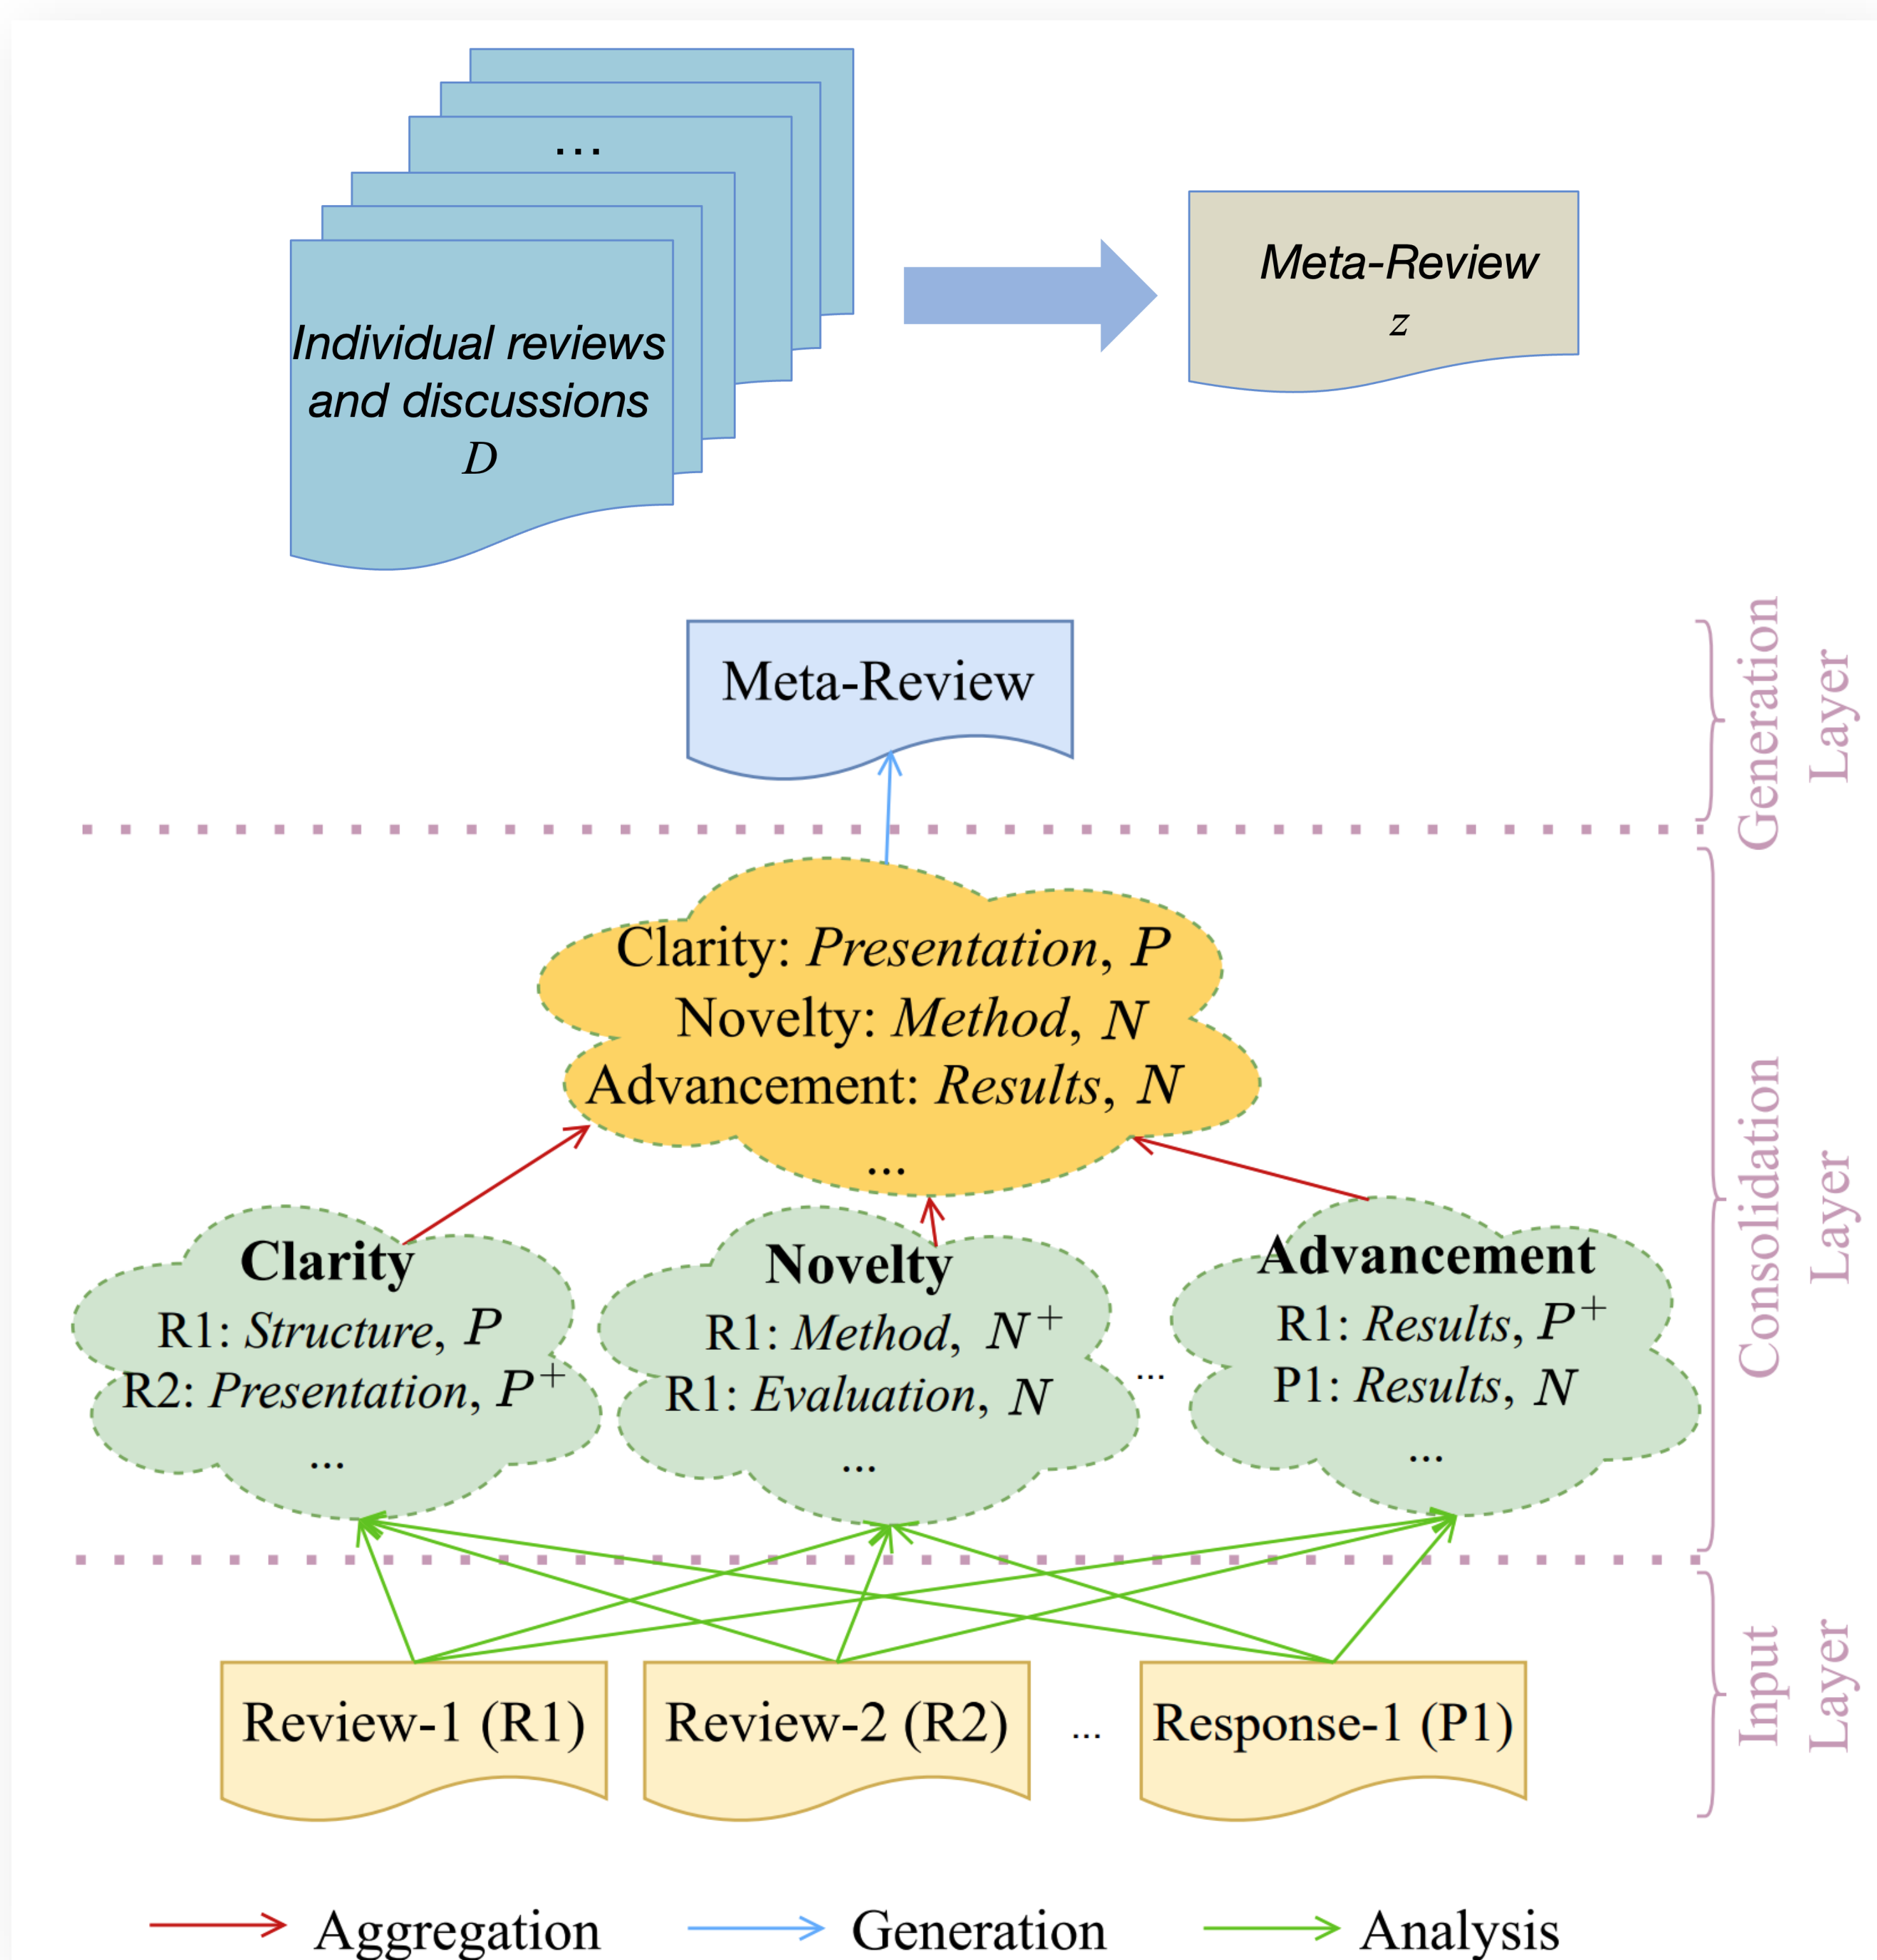 ...
Individual reviews
and discussions
D
Meta-Review
z
Meta-Review
Generation
Layer
Clarity: Presentation, P
Novelty: Method, N
Advancement: Results, N
...
Consolidation
Layer
Clarity
R1: Structure, P
R2: Presentation, P⁺
...
Novelty
R1: Method, N⁺
R1: Evaluation, N
...
...
Advancement
R1: Results, P⁺
P1: Results, N
...
Input
Layer
Review-1 (R1)
Review-2 (R2)
...
Response-1 (P1)
Aggregation
Generation
Analysis